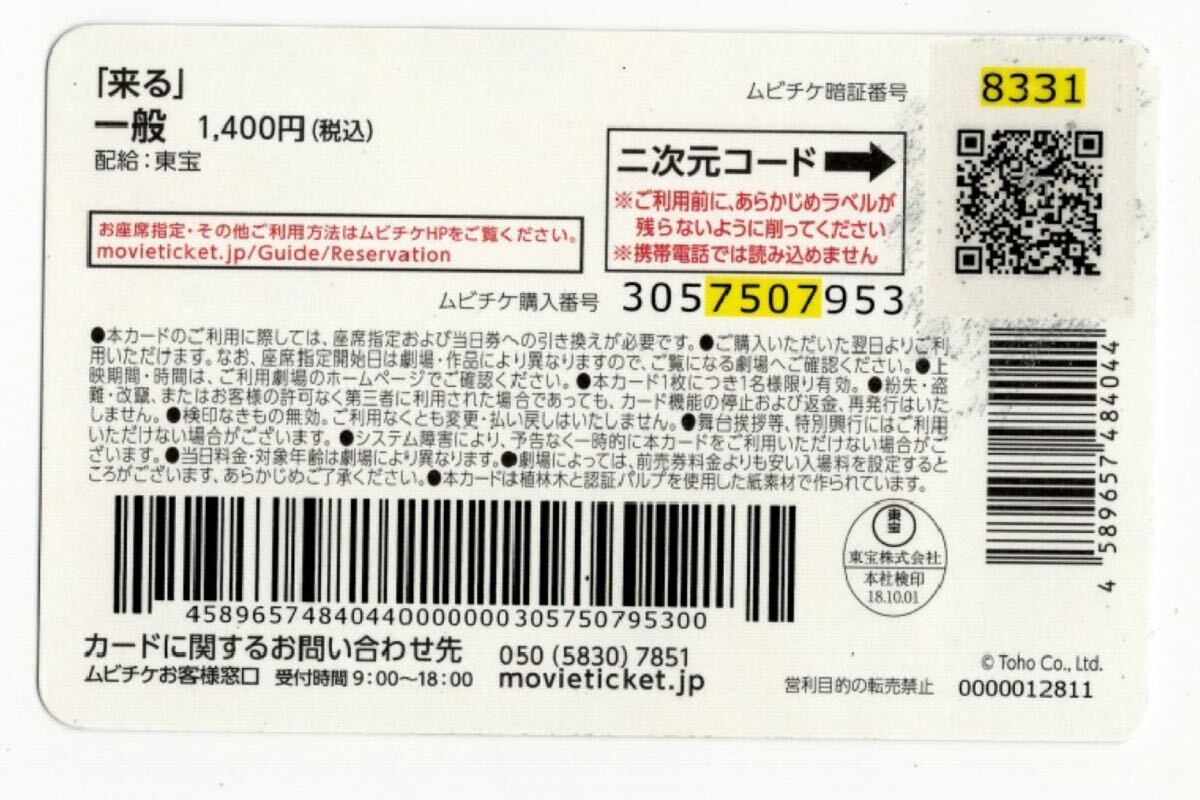 「来る」
一般 1,400円(税込)
配給:東宝
ムビチケ暗証番号
8331
二次元コード➡
※ご利用前に、あらかじめラベルが
残らないように削ってください
※携帯電話では読み込めません
お座席指定・その他ご利用方法はムビチケHPをご覧ください。
movieticket.jp/Guide/Reservation
ムビチケ購入番号 3057507953
●本カードのご利用に際しては、座席指定および当日券への引き換えが必要です。●ご購入いただいた翌日よりご利
用いただけます。なお、座席指定開始日は劇場・作品により異なりますので、ご覧になる劇場へご確認ください。●上
映期間・時間は、ご利用劇場のホームページでご確認ください。●本カード1枚につき1名様限り有効。●紛失・盗
難・改竄、またはお客様の許可なく第三者に利用された場合であっても、カード機能の停止および返金、再発行はいた
しません。●検印なきもの無効。ご利用なくとも変更・払い戻しはいたしません。●舞台挨拶等、特別興行にはご利用
いただけない場合がございます。●システム障害により、予告なく一時的に本カードをご利用いただけない場合がご
ざいます。●当日料金・対象年齢は劇場により異なります。●劇場によっては、前売券料金よりも安い入場料を設定すると
ころがございます、あらかじめご了承ください。●本カードは植林木と認証パルプを使用した紙素材で作られています。
4589657484044
458965748404400000003057507953​00
東宝
東宝株式会社
本社検印
18.10.01
カードに関するお問い合わせ先 050(5830)7851
ムビチケお客様窓口 受付時間9:00〜18:00 movieticket.jp
© Toho Co., Ltd.
営利目的の転売禁止 0000012811